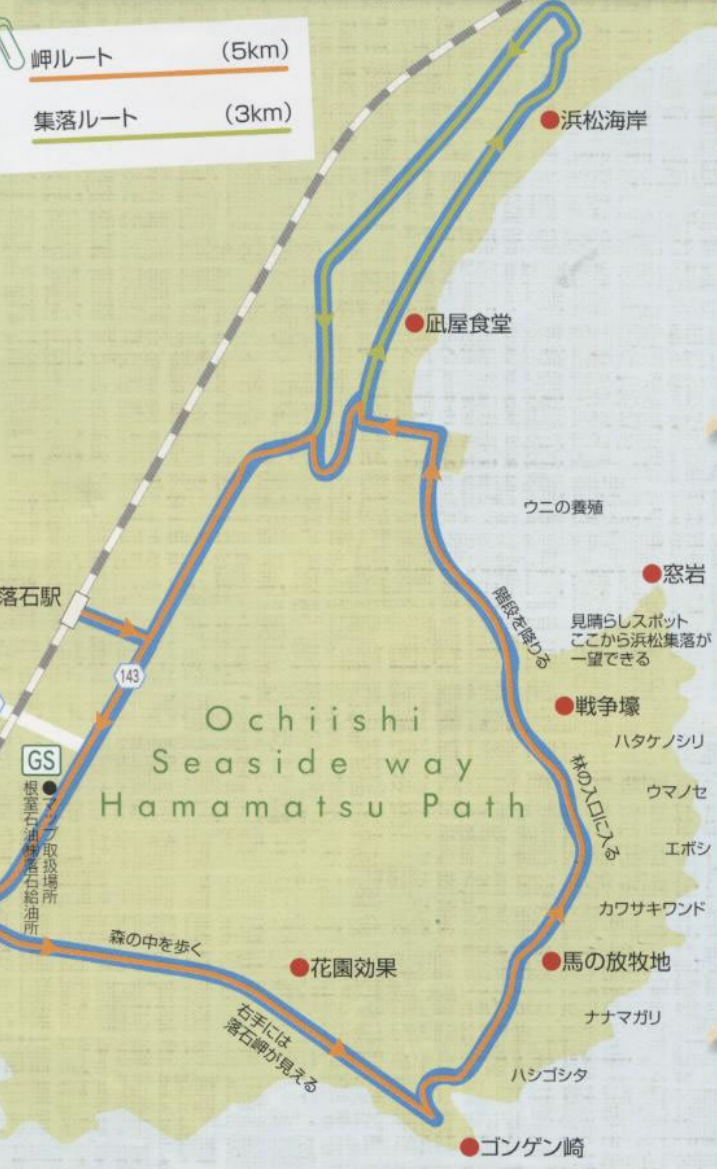 岬ルート (5km)
集落ルート (3km)
浜松海岸
凪屋食堂
ウニの養殖
窓岩
落石駅
階段を降りる
見晴らしスポット
ここから浜松集落が
一望できる
143
戦争壕
ハタケノシリ
Ochiishi
Seaside way
Hamamatsu Path
GS
●マップ取扱場所
根室石油㈱落石給油所
林の入口に入る
ウマノセ
エボシ
カワサキワンド
森の中を歩く
花園効果
馬の放牧地
ナナマガリ
右手には
落石岬が見える
ハシゴシタ
ゴンゲン崎